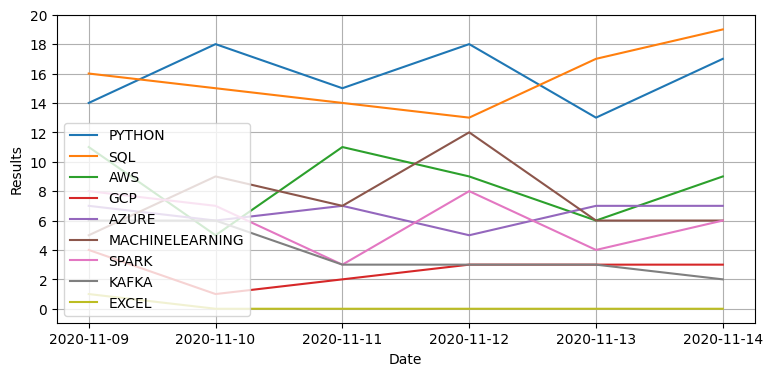 20
18
16
14
12
10
8
6
4
2
0
Results
PYTHON
SQL
AWS
GCP
AZURE
MACHINELEARNING
SPARK
KAFKA
EXCEL
2020-11-09 2020-11-10 2020-11-11 2020-11-12 2020-11-13 2020-11-14
Date